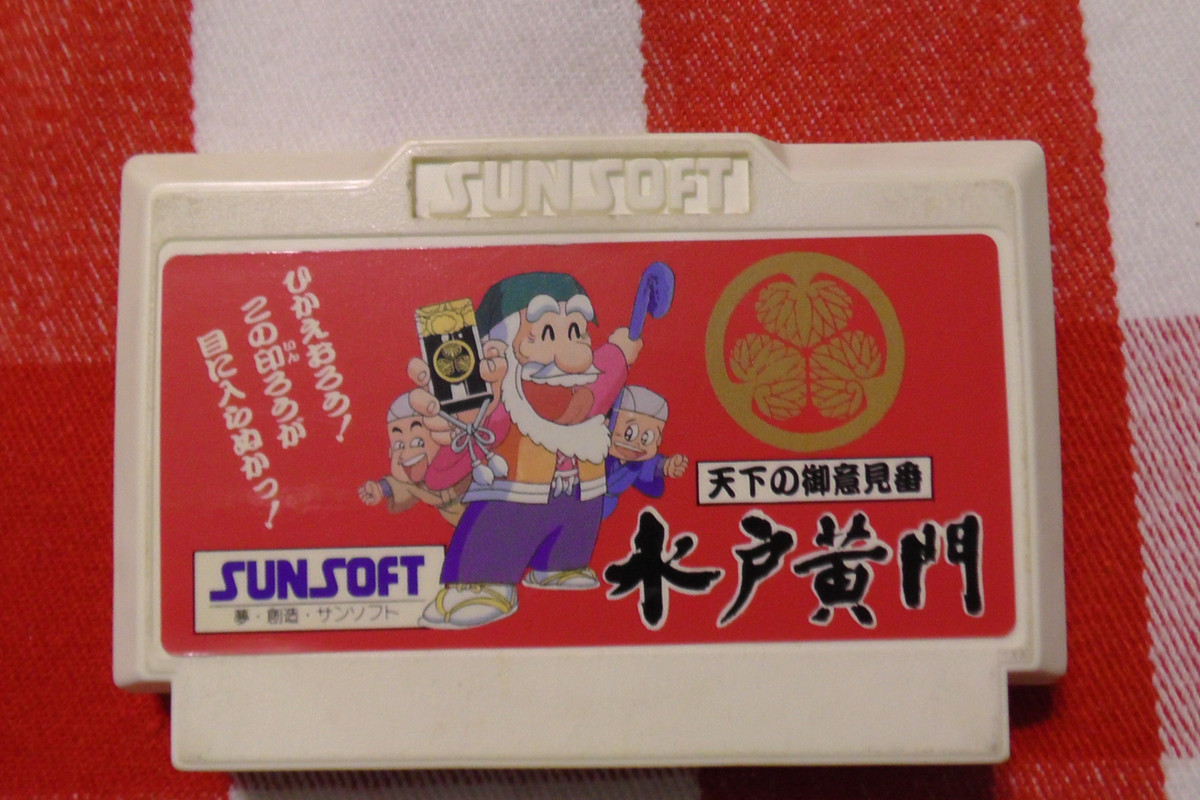 SUNSOFT
ひかえおろう!
この印ろうが
いん
目に入らぬかっ!
天下の御意見番
水戸黄門
SUNSOFT
夢・創造・サンソフト